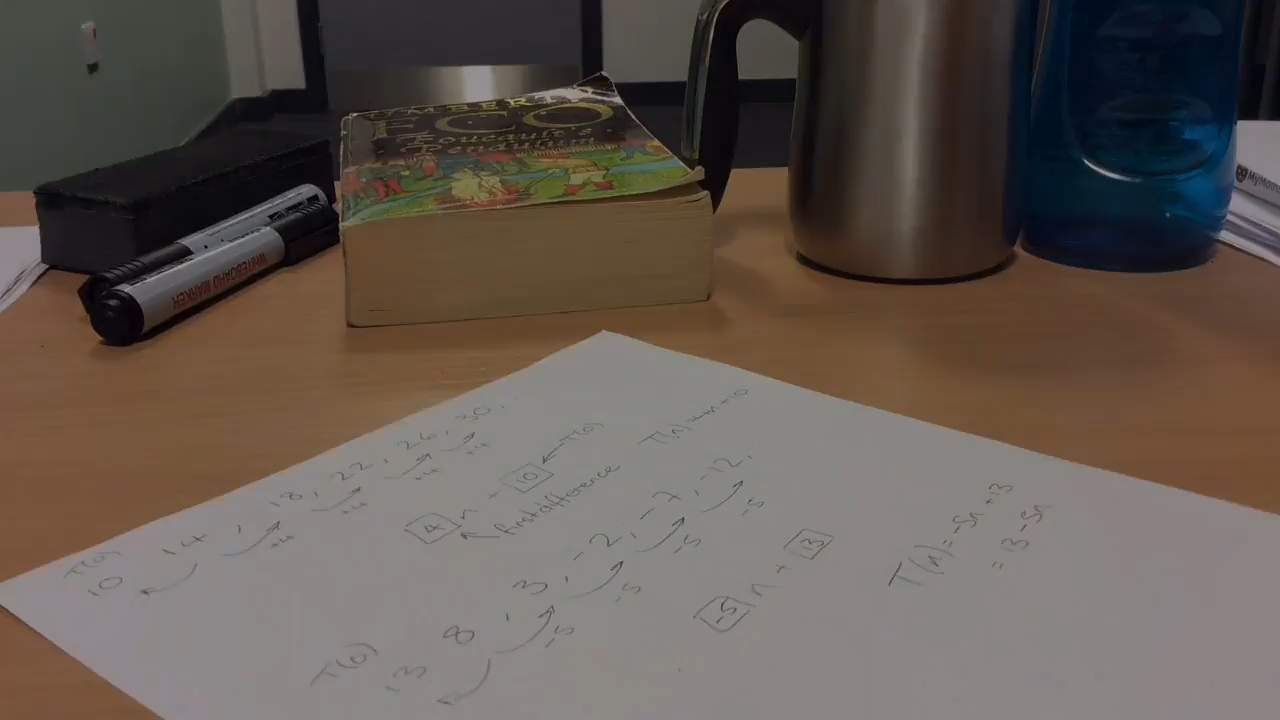 UMBERTO
ECO
Foucault's
Pendulum
WHITEBOARD MARKER
T(0)
10 14, 18, 22, 26, 30,
+4 +4 +4 +4
4 n + 10 ← T(0)
first difference
T(n)=4n+10
T(0)
13 8, 3, -2, -7, -12,
-5 -5 -5 -5
-5 n + 13
T(n)=-5n+13
= 13-5n